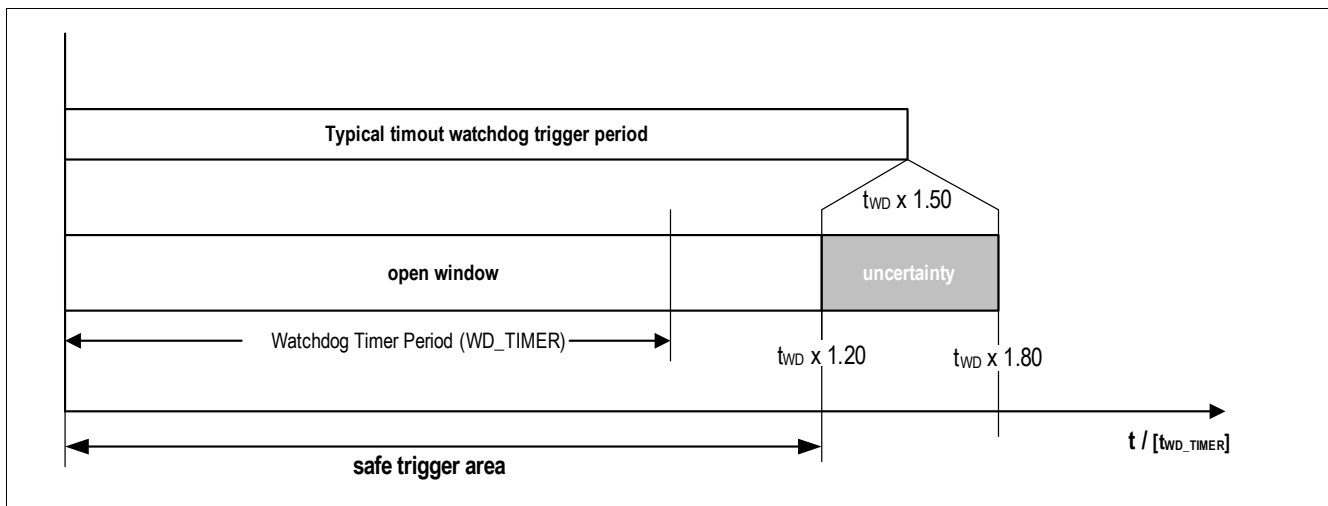 Typical timout watchdog trigger period
tWD x 1.50
open window
uncertainty
Watchdog Timer Period (WD_TIMER)
tWD x 1.20
tWD x 1.80
t / [tWD_TIMER]
safe trigger area